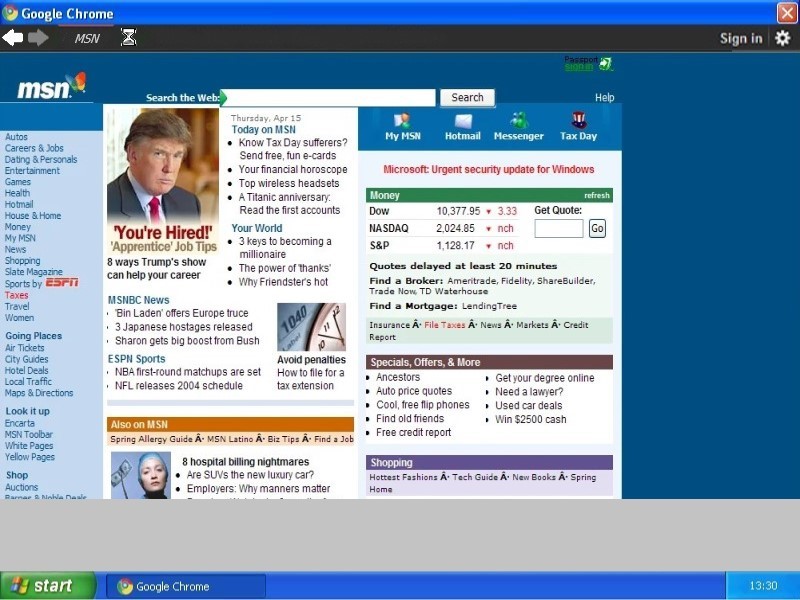 Google Chrome
MSN
Sign in
msn
Search the Web:
Search
Help
Autos
Careers & Jobs
Dating & Personals
Entertainment
Games
Health
Hotmail
House & Home
Money
My MSN
News
Shopping
Slate Magazine
Sports by ESPN
Taxes
Travel
Women
Going Places
Air Tickets
City Guides
Hotel Deals
Local Traffic
Maps & Directions
Look it up
Encarta
MSN Toolbar
White Pages
Yellow Pages
Shop
Auctions
Barnes & Noble Deals
'You're Hired!'
'Apprentice' Job Tips
8 ways Trump's show
can help your career
Thursday, Apr 15
Today on MSN
Know Tax Day sufferers?
Send free, fun e-cards
Your financial horoscope
Top wireless headsets
A Titanic anniversary:
Read the first accounts
Your World
3 keys to becoming a
millionaire
The power of 'thanks'
Why Friendster's hot
MSNBC News
'Bin Laden' offers Europe truce
3 Japanese hostages released
Sharon gets big boost from Bush
ESPN Sports
NBA first-round matchups are set
NFL releases 2004 schedule
1040
Avoid penalties
How to file for a
tax extension
Also on MSN
Spring Allergy Guide Â· MSN Latino Â· Biz Tips Â· Find a Job
8 hospital billing nightmares
Are SUVs the new luxury car?
Employers: Why manners matter
My MSN
Hotmail
Messenger
Tax Day
Microsoft: Urgent security update for Windows
Money
refresh
Dow 10,377.95 3.33
NASDAQ 2,024.85 nch
S&P 1,128.17 nch
Get Quote:
Go
Quotes delayed at least 20 minutes
Find a Broker: Ameritrade, Fidelity, ShareBuilder,
Trade Now, TD Waterhouse
Find a Mortgage: LendingTree
Insurance Â· File Taxes Â· News Â· Markets Â· Credit
Report
Specials, Offers, & More
Ancestors
Auto price quotes
Cool, free flip phones
Find old friends
Free credit report
Get your degree online
Need a lawyer?
Used car deals
Win $2500 cash
Shopping
Hottest Fashions Â· Tech Guide Â· New Books Â· Spring
Home
start
Google Chrome
13:30